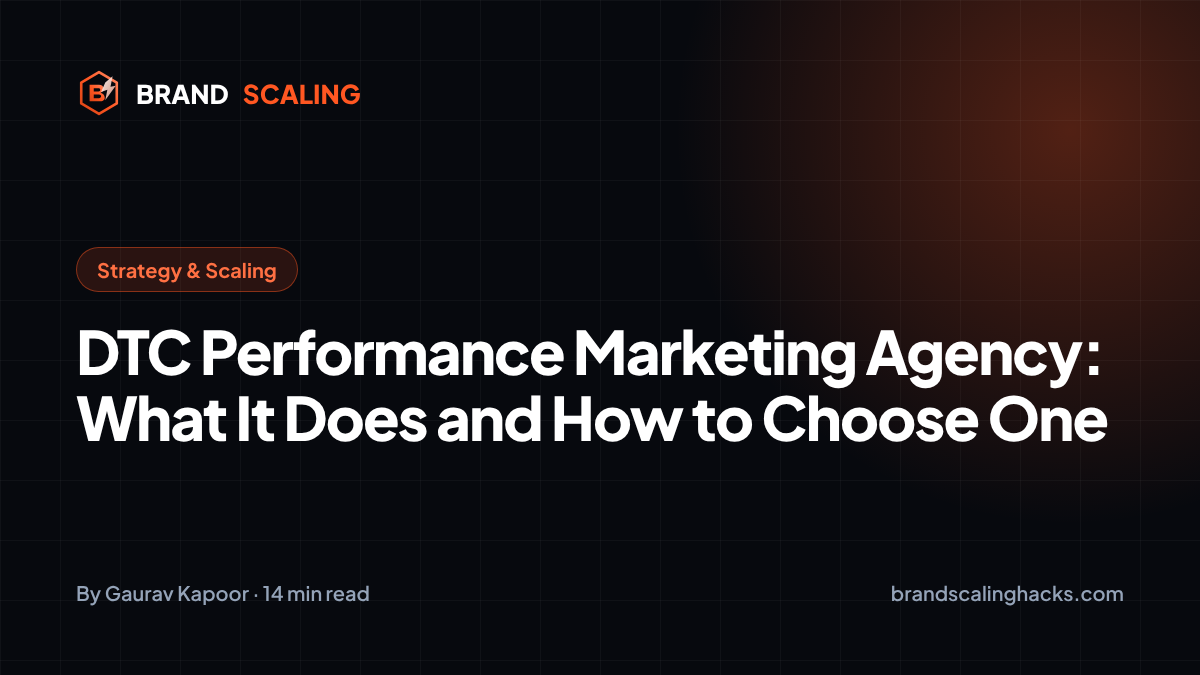 BRAND SCALING
Strategy & Scaling
DTC Performance Marketing Agency:
What It Does and How to Choose One
By Gaurav Kapoor · 14 min read
brandscalinghacks.com